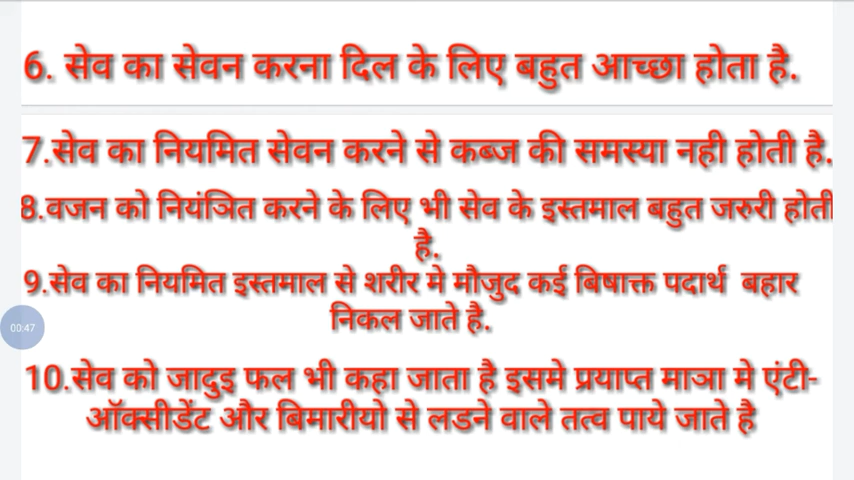 6. सेव का सेवन करना दिल के लिए बहुत आच्छा होता है.
7.सेव का नियमित सेवन करने से कब्ज की समस्या नही होती है.
8.वजन को नियंञित करने के लिए भी सेव के इस्तमाल बहुत जरुरी होती
है.
9.सेव का नियमित इस्तमाल से शरीर मे मौजुद कई बिषाक्त पदार्थ बहार
निकल जाते है.
00:47
10.सेव को जादुइ फल भी कहा जाता है इसमे प्रयाप्त माञा मे एंटी-
ऑक्सीडेंट और बिमारीयो से लडने वाले तत्व पाये जाते है